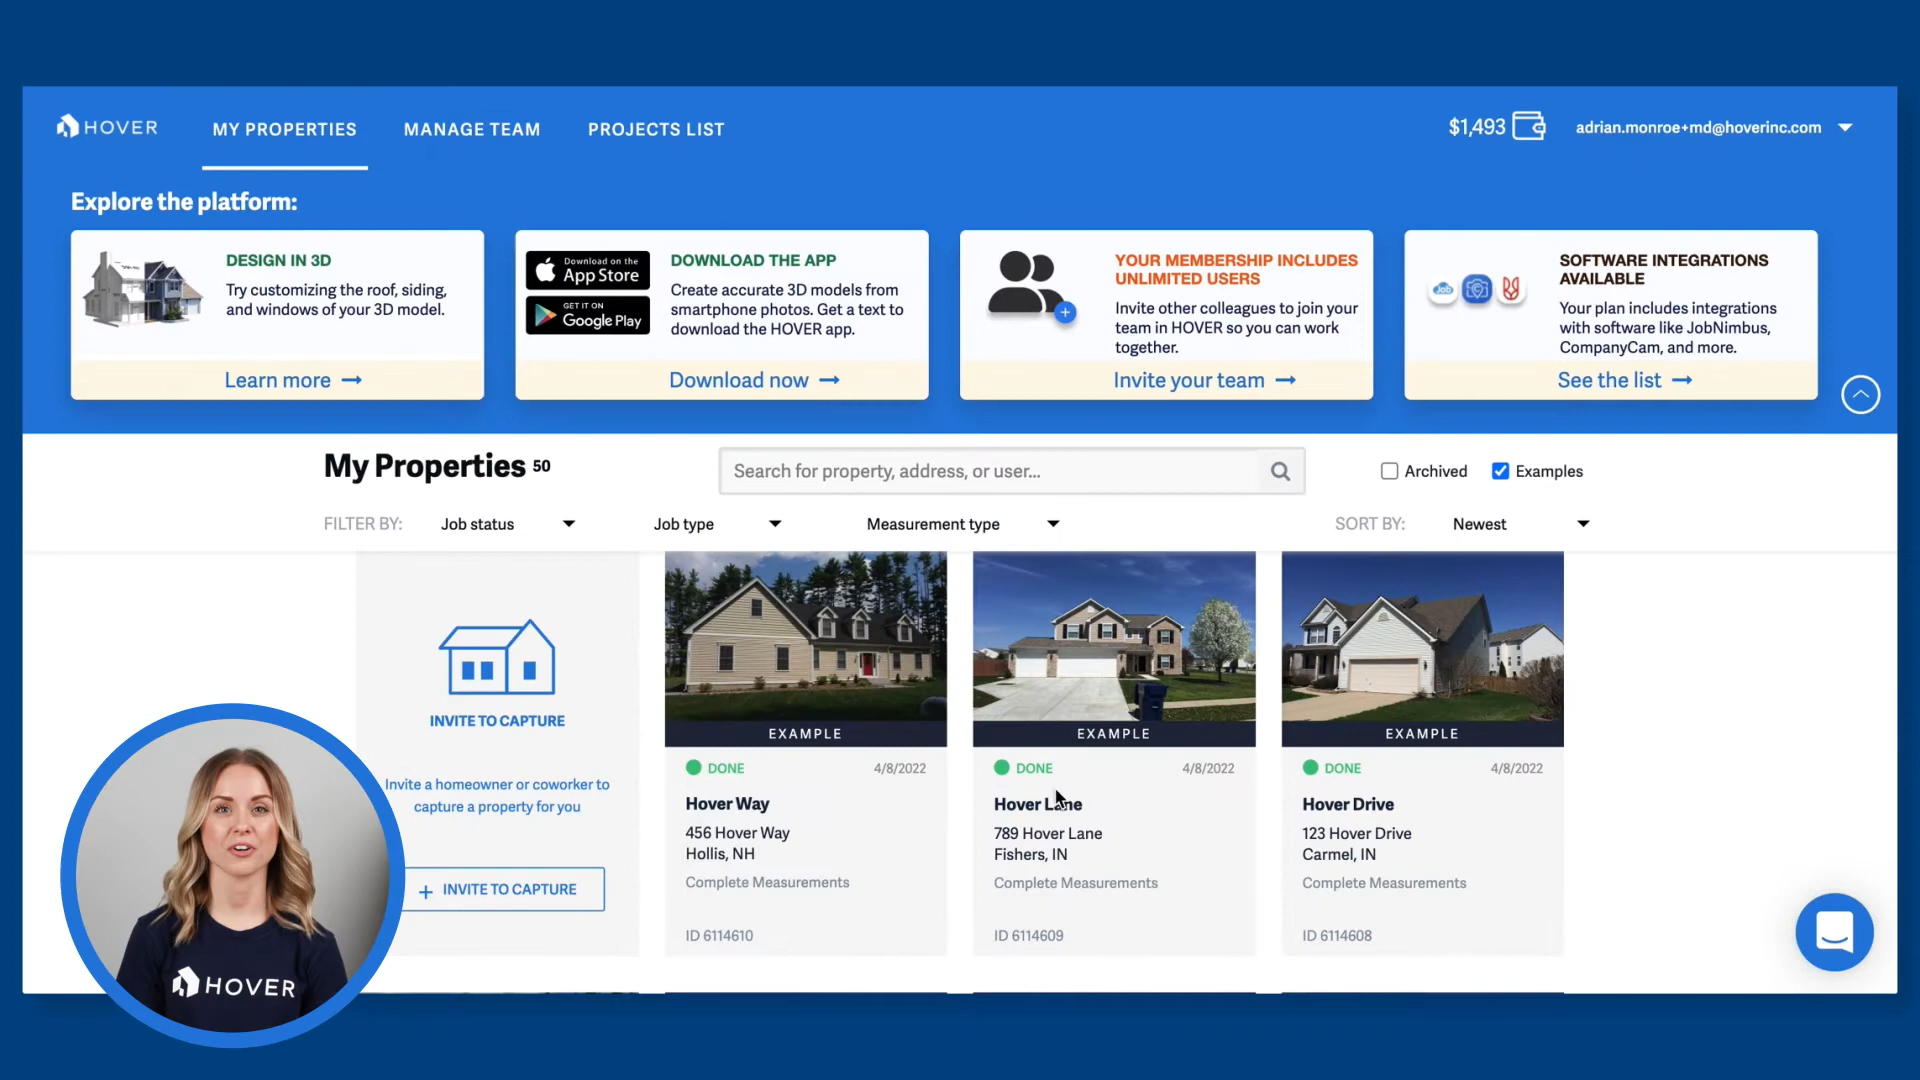 HOVER
MY PROPERTIES
MANAGE TEAM
PROJECTS LIST
$1,493
adrian.monroe+md@hoverinc.com
Explore the platform:
DESIGN IN 3D
Try customizing the roof, siding,
and windows of your 3D model.
Learn more →
Download on the
App Store
GET IT ON
Google Play
DOWNLOAD THE APP
Create accurate 3D models from
smartphone photos. Get a text to
download the HOVER app.
Download now →
YOUR MEMBERSHIP INCLUDES
UNLIMITED USERS
Invite other colleagues to join your
team in HOVER so you can work
together.
Invite your team →
Job
SOFTWARE INTEGRATIONS
AVAILABLE
Your plan includes integrations
with software like JobNimbus,
CompanyCam, and more.
See the list →
My Properties 50
Search for property, address, or user...
Archived
Examples
FILTER BY:
Job status
Job type
Measurement type
SORT BY:
Newest
INVITE TO CAPTURE
Invite a homeowner or coworker to
capture a property for you
+ INVITE TO CAPTURE
EXAMPLE
DONE
4/8/2022
Hover Way
456 Hover Way
Hollis, NH
Complete Measurements
ID 6114610
EXAMPLE
DONE
4/8/2022
Hover Lane
789 Hover Lane
Fishers, IN
Complete Measurements
ID 6114609
EXAMPLE
DONE
4/8/2022
Hover Drive
123 Hover Drive
Carmel, IN
Complete Measurements
ID 6114608
HOVER